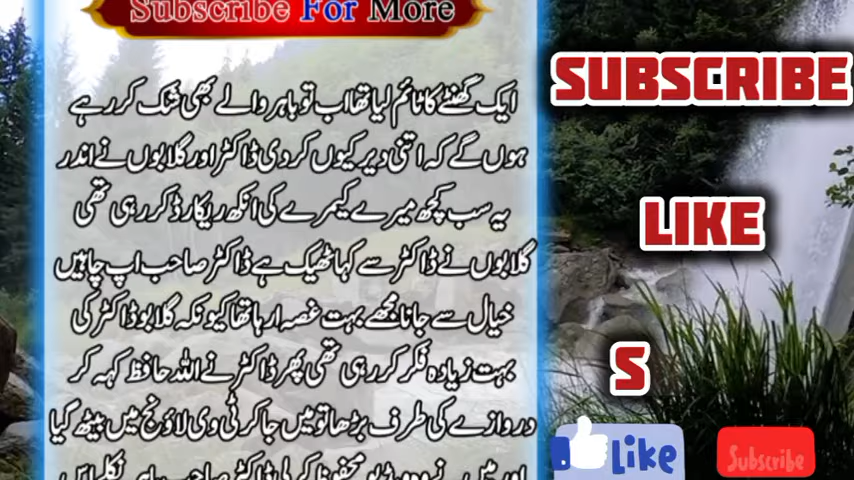 Subscribe For More
ایک گھنٹے کا ٹائم لیا تھا اب تو باہر والے بھی شک کر رہے
ہوں گے کہ اتنی دیر کیوں کر دی ڈاکٹر اور گلابوں نے اندر
یہ سب کچھ میرے کیمرے کی انکھ ریکارڈ کر رہی تھی
گلابوں نے ڈاکٹر سے کہا ٹھیک ہے ڈاکٹر صاحب اپ جاہیں
خیال سے جانا مجھے بہت غصہ ارہا تھا کیونکہ گلابو ڈاکٹر کی
بہت زیادہ فکر کر رہی تھی پھر ڈاکٹر نے اللہ حافظ کہہ کر
دروازے کی طرف بڑھا تو میں جا کر ٹی وی لاؤنج میں بیٹھ گیا
SUBSCRIBE
LIKE
S
Like
Subscribe